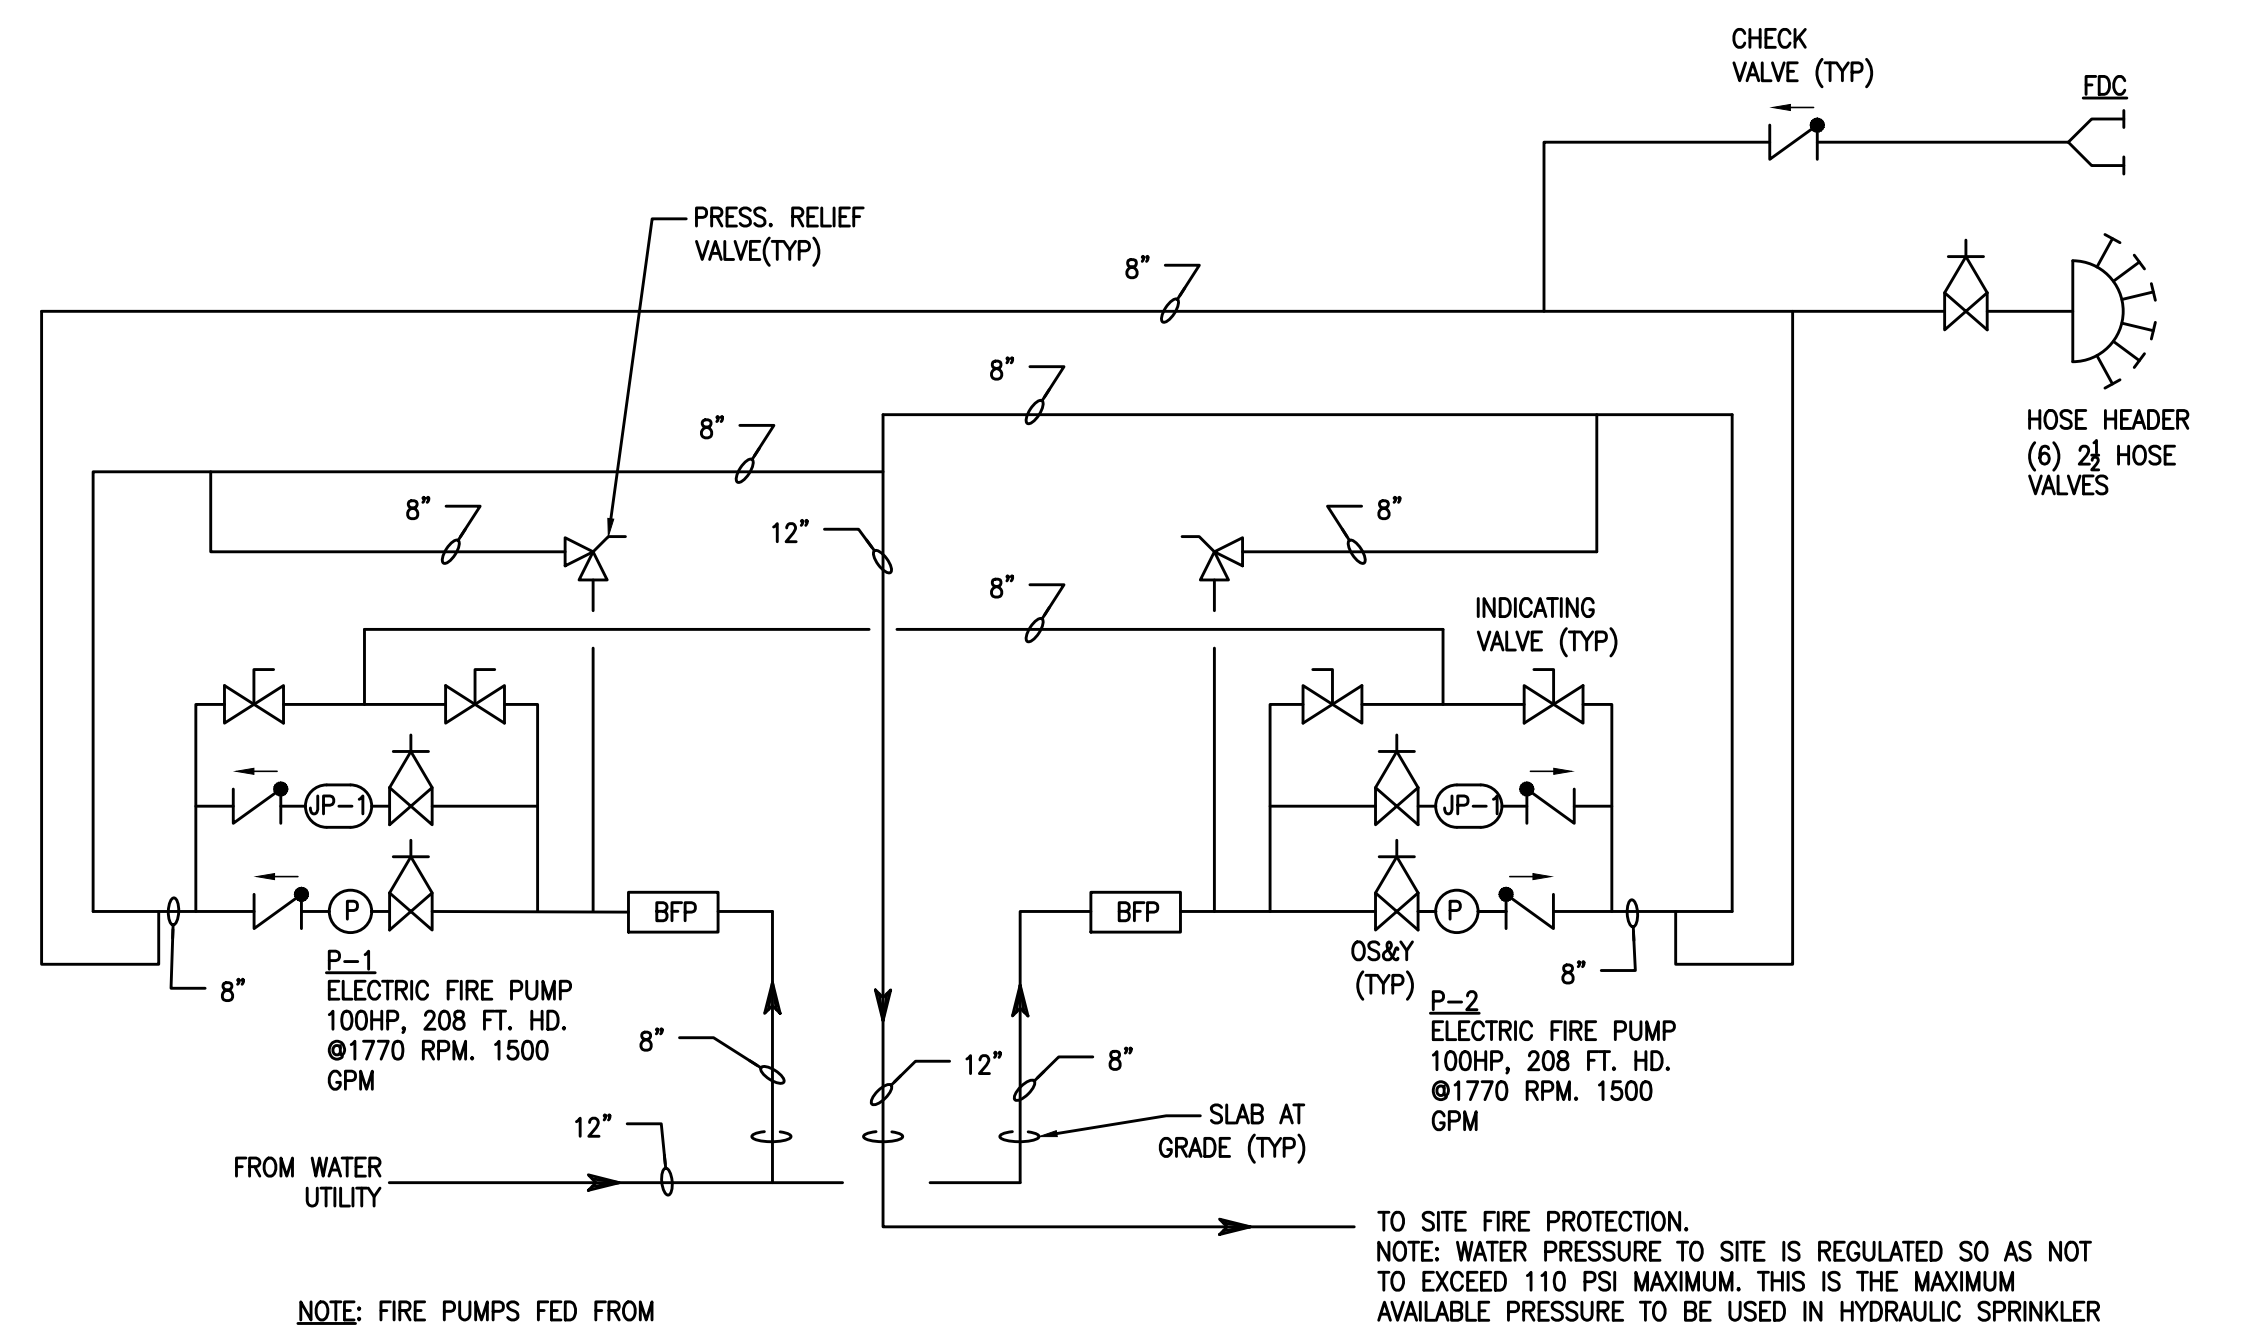 CHECK
VALVE (TYP)
FDC
PRESS. RELIEF
VALVE(TYP)
8”
8”
HOSE HEADER
(6) 2½ HOSE
VALVES
8”
8”
12”
8”
8”
INDICATING
VALVE (TYP)
JP-1
JP-1
P
BFP
BFP
P
P-1
ELECTRIC FIRE PUMP
100HP, 208 FT. HD.
@1770 RPM. 1500
GPM
8”
OS&Y
(TYP)
8”
P-2
ELECTRIC FIRE PUMP
100HP, 208 FT. HD.
@1770 RPM. 1500
GPM
8”
12”
8”
12”
SLAB AT
GRADE (TYP)
FROM WATER
UTILITY
TO SITE FIRE PROTECTION.
NOTE: WATER PRESSURE TO SITE IS REGULATED SO AS NOT
TO EXCEED 110 PSI MAXIMUM. THIS IS THE MAXIMUM
AVAILABLE PRESSURE TO BE USED IN HYDRAULIC SPRINKLER
NOTE: FIRE PUMPS FED FROM